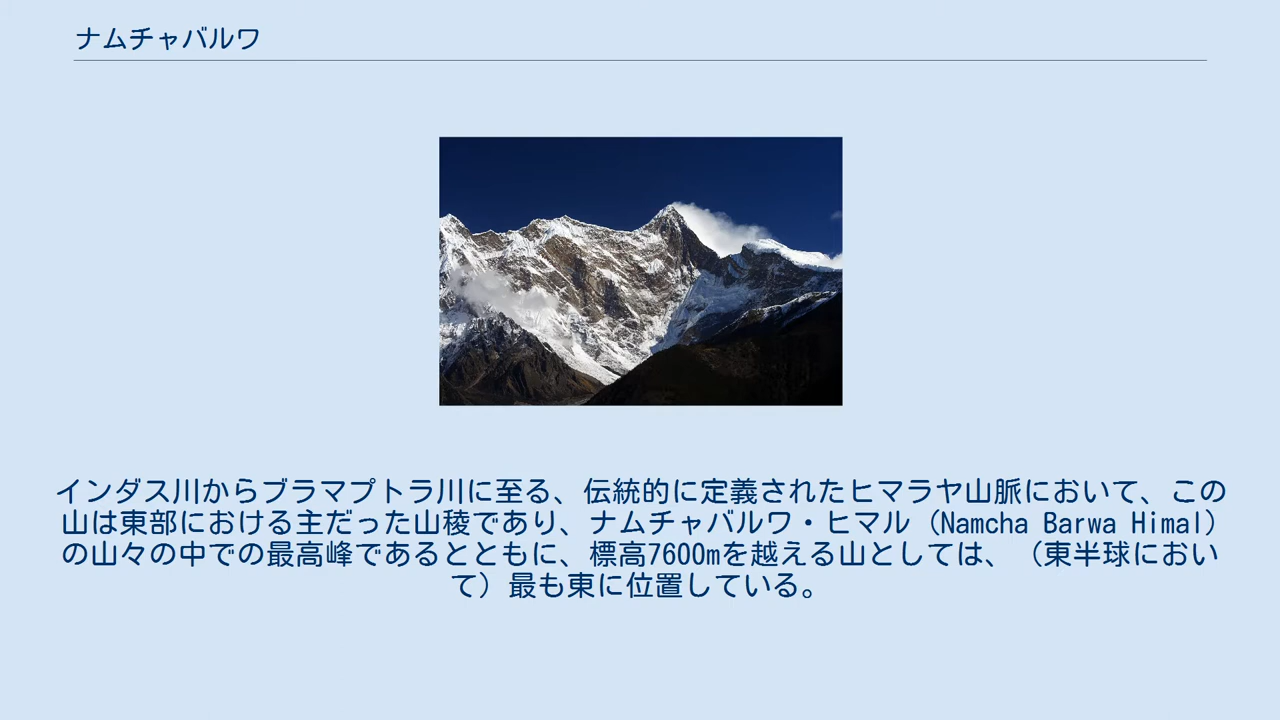 ナムチャバルワ
インダス川からブラマプトラ川に至る、伝統的に定義されたヒマラヤ山脈において、この
山は東部における主だった山稜であり、ナムチャバルワ・ヒマル（Namcha Barwa Himal）
の山々の中での最高峰であるとともに、標高7600mを越える山としては、（東半球におい
て）最も東に位置している。